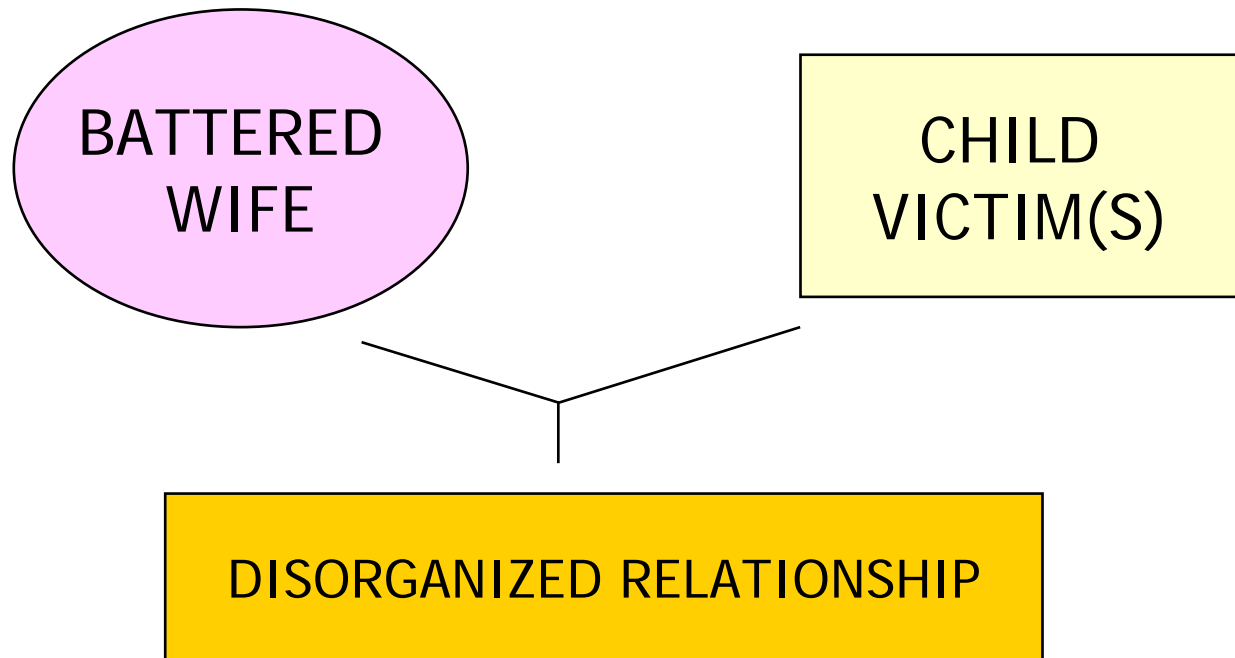 BATTERED
WIFE
CHILD
VICTIM(S)
DISORGANIZED RELATIONSHIP